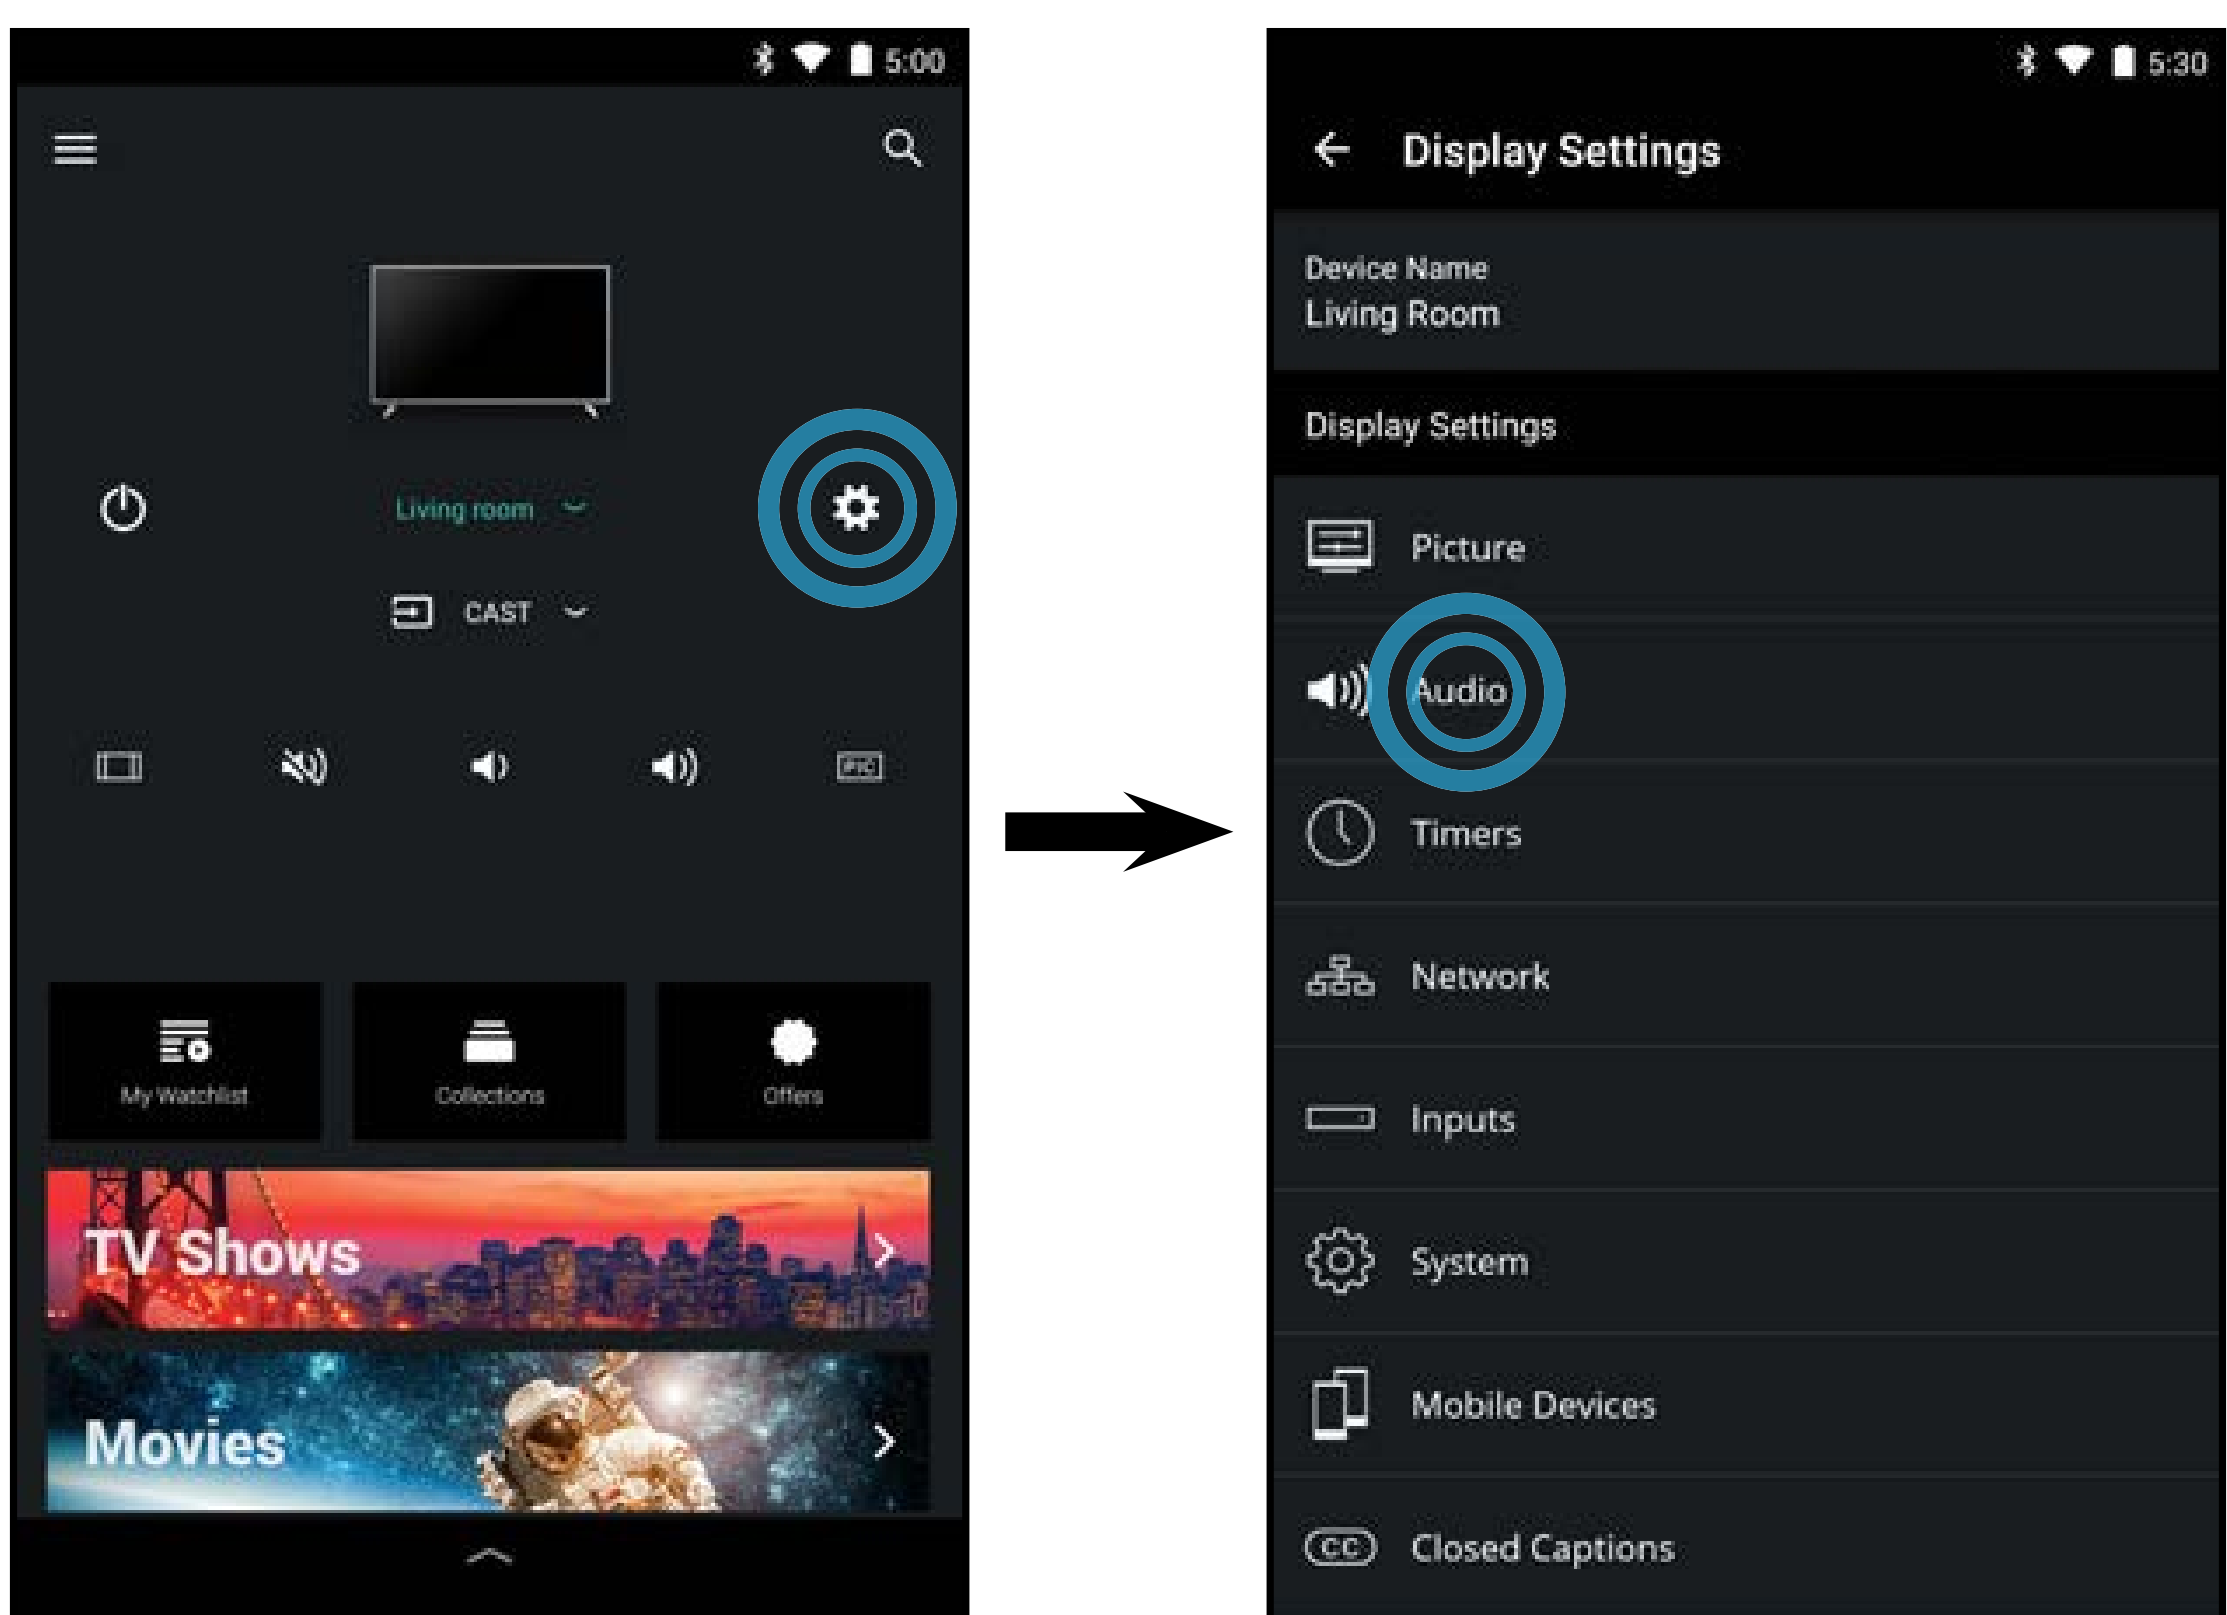 5:00
Living room
CAST
PIC
My Watchlist
Collections
Offers
TV Shows
Movies
5:30
Display Settings
Device Name
Living Room
Display Settings
Picture
Audio
Timers
Network
Inputs
System
Mobile Devices
CC Closed Captions